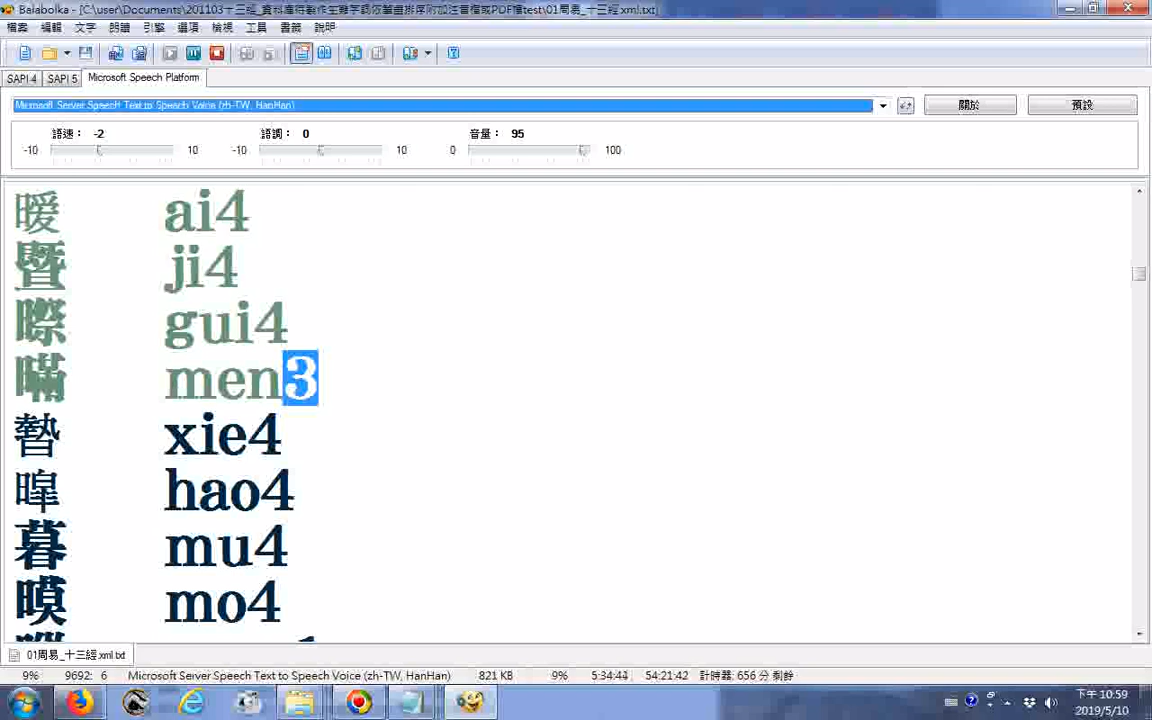 Balabolka - [C:\user\Documents\201103十三經_資料庫待製作生難字詞依筆畫排序附加注音檔或PDF檔test\01周易_十三經.xml.txt]
檔案 編輯 文字 朗讀 引擎 選項 檢視 工具 書籤 說明
SAPI 4 SAPI 5 Microsoft Speech Platform
Microsoft Server Speech Text to Speech Voice (zh-TW, HanHan) 關於 預設
語速： -2 語調： 0 音量： 95
-10 10 -10 10 0 100
曖 ai4
暨 ji4
暩 gui4
暪 men3
暬 xie4
暤 hao4
暮 mu4
暯 mo4
01周易_十三經.xml.txt
9% 9692: 6 Microsoft Server Speech Text to Speech Voice (zh-TW, HanHan) 821 KB 9% 5:34:44 54:21:42 計時器: 656 分 剩餘
下午 10:59
2019/5/10